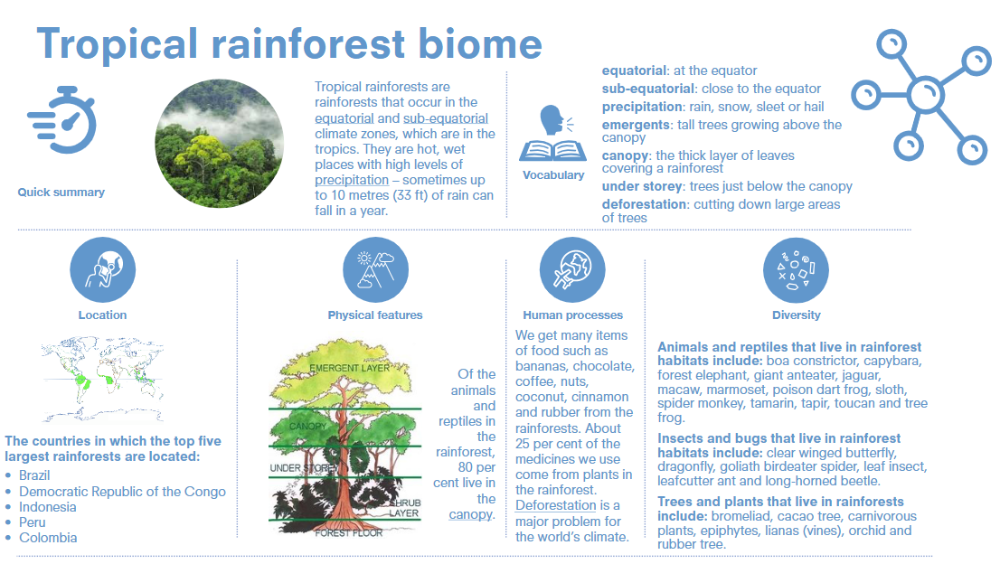 Tropical rainforest biome
Quick summary
Tropical rainforests are
rainforests that occur in the
equatorial and sub-equatorial
climate zones, which are in the
tropics. They are hot, wet
places with high levels of
precipitation – sometimes up
to 10 metres (33 ft) of rain can
fall in a year.
Vocabulary
equatorial: at the equator
sub-equatorial: close to the equator
precipitation: rain, snow, sleet or hail
emergents: tall trees growing above the
canopy
canopy: the thick layer of leaves
covering a rainforest
under storey: trees just below the canopy
deforestation: cutting down large areas
of trees
Location
The countries in which the top five
largest rainforests are located:
• Brazil
• Democratic Republic of the Congo
• Indonesia
• Peru
• Colombia
Physical features
EMERGENT LAYER
CANOPY
UNDER STOREY
SHRUB
LAYER
FOREST FLOOR
Of the
animals
and
reptiles in
the
rainforest,
80 per
cent live in
the
canopy.
Human processes
We get many items
of food such as
bananas, chocolate,
coffee, nuts,
coconut, cinnamon
and rubber from the
rainforests. About
25 per cent of the
medicines we use
come from plants in
the rainforest.
Deforestation is a
major problem for
the world's climate.
Diversity
Animals and reptiles that live in rainforest
habitats include: boa constrictor, capybara,
forest elephant, giant anteater, jaguar,
macaw, marmoset, poison dart frog, sloth,
spider monkey, tamarin, tapir, toucan and tree
frog.
Insects and bugs that live in rainforest
habitats include: clear winged butterfly,
dragonfly, goliath birdeater spider, leaf insect,
leafcutter ant and long-horned beetle.
Trees and plants that live in rainforests
include: bromeliad, cacao tree, carnivorous
plants, epiphytes, lianas (vines), orchid and
rubber tree.